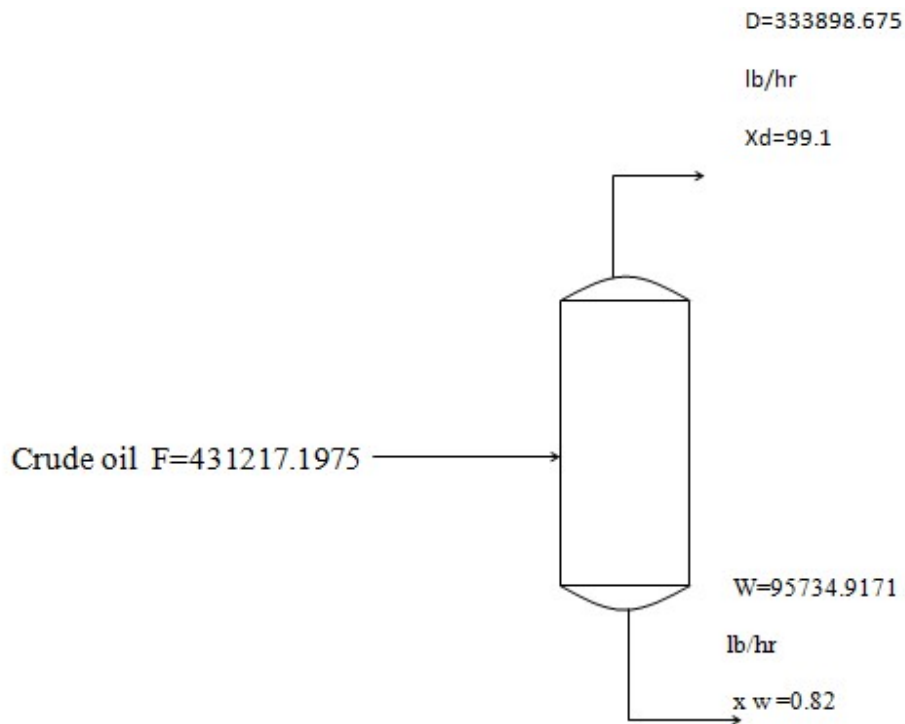 D=333898.675
lb/hr
Xd=99.1
Crude oil F=431217.1975
W=95734.9171
lb/hr
x w =0.82